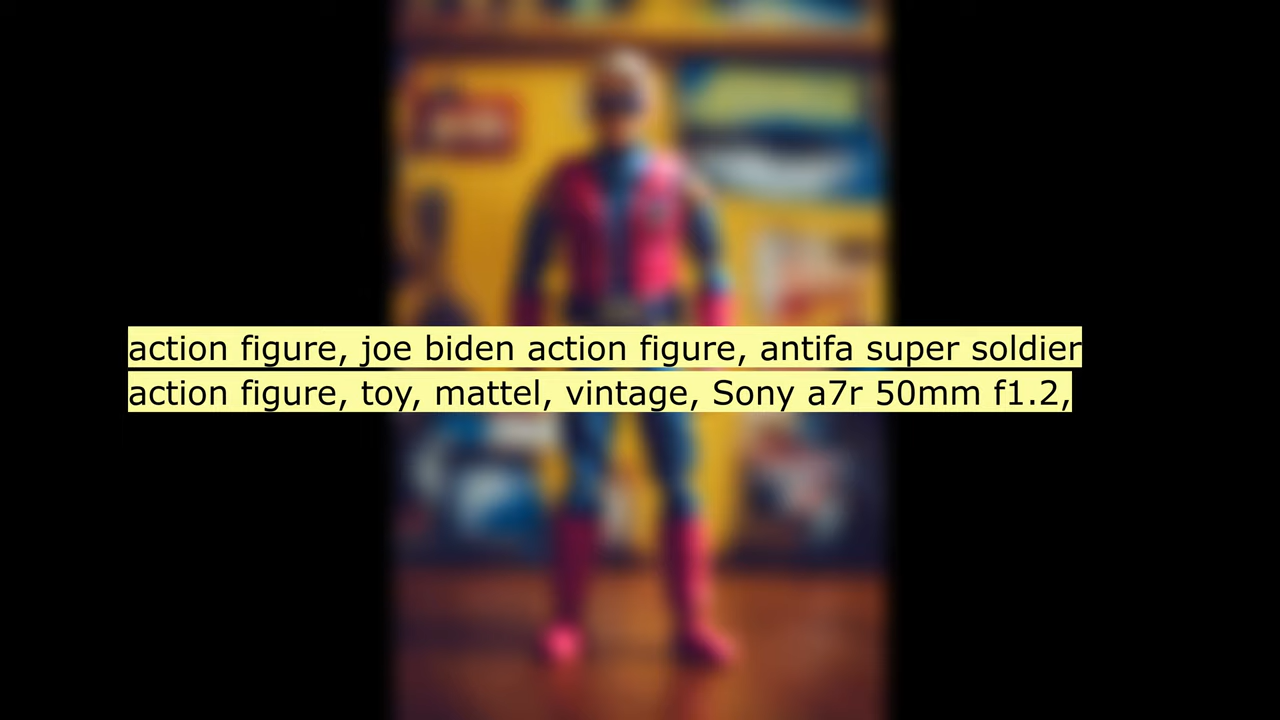 action figure, joe biden action figure, antifa super soldier
action figure, toy, mattel, vintage, Sony a7r 50mm f1.2,